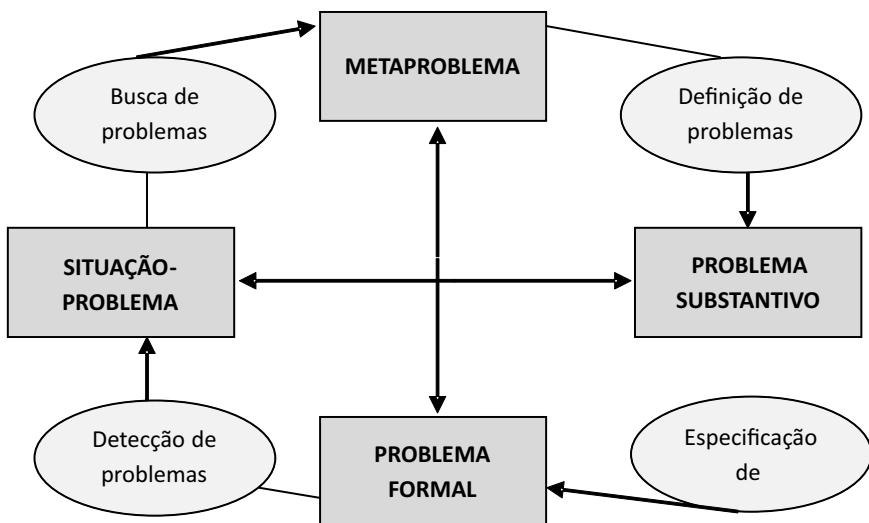 METAPROBLEMA
Busca de
problemas
Definição de
problemas
SITUAÇÃO-
PROBLEMA
PROBLEMA
SUBSTANTIVO
Detecção de
problemas
PROBLEMA
FORMAL
Especificação
de